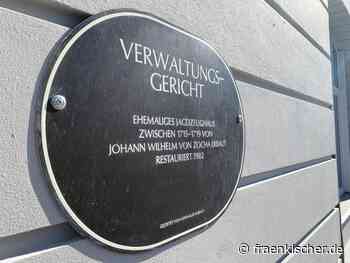 VERWALTUNGS-
GERICHT
EHEMALIGES JAGDZEUGHAUS
ZWISCHEN 1715-1719 VON
JOHANN WILHELM VON ZOCHA ERBAUT
RESTAURIERT 1982
© fraenkischer.de